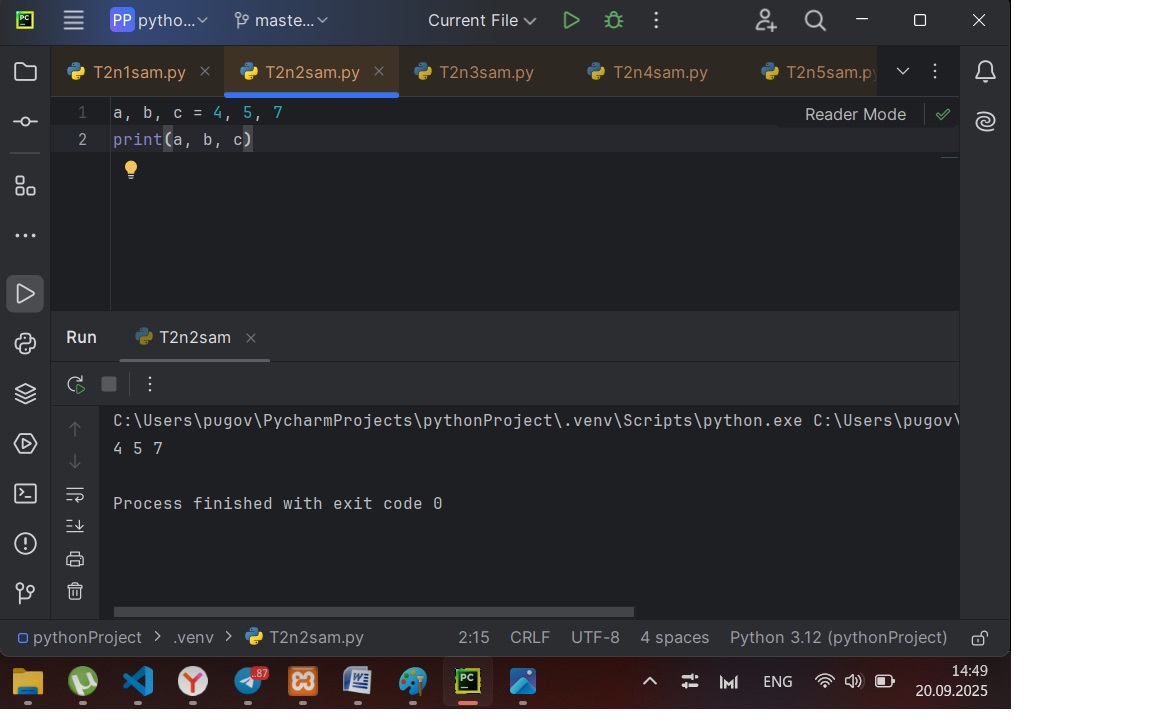 PC PP pytho... maste... Current File
T2n1sam.py T2n2sam.py T2n3sam.py T2n4sam.py T2n5sam.py
1 a, b, c = 4, 5, 7 Reader Mode
2 print(a, b, c)
Run T2n2sam
C:\Users\pugov\PycharmProjects\pythonProject\.venv\Scripts\python.exe C:\Users\pugov\
4 5 7
Process finished with exit code 0
pythonProject > .venv > T2n2sam.py 2:15 CRLF UTF-8 4 spaces Python 3.12 (pythonProject)
14:49
..87 PC ENG
20.09.2025